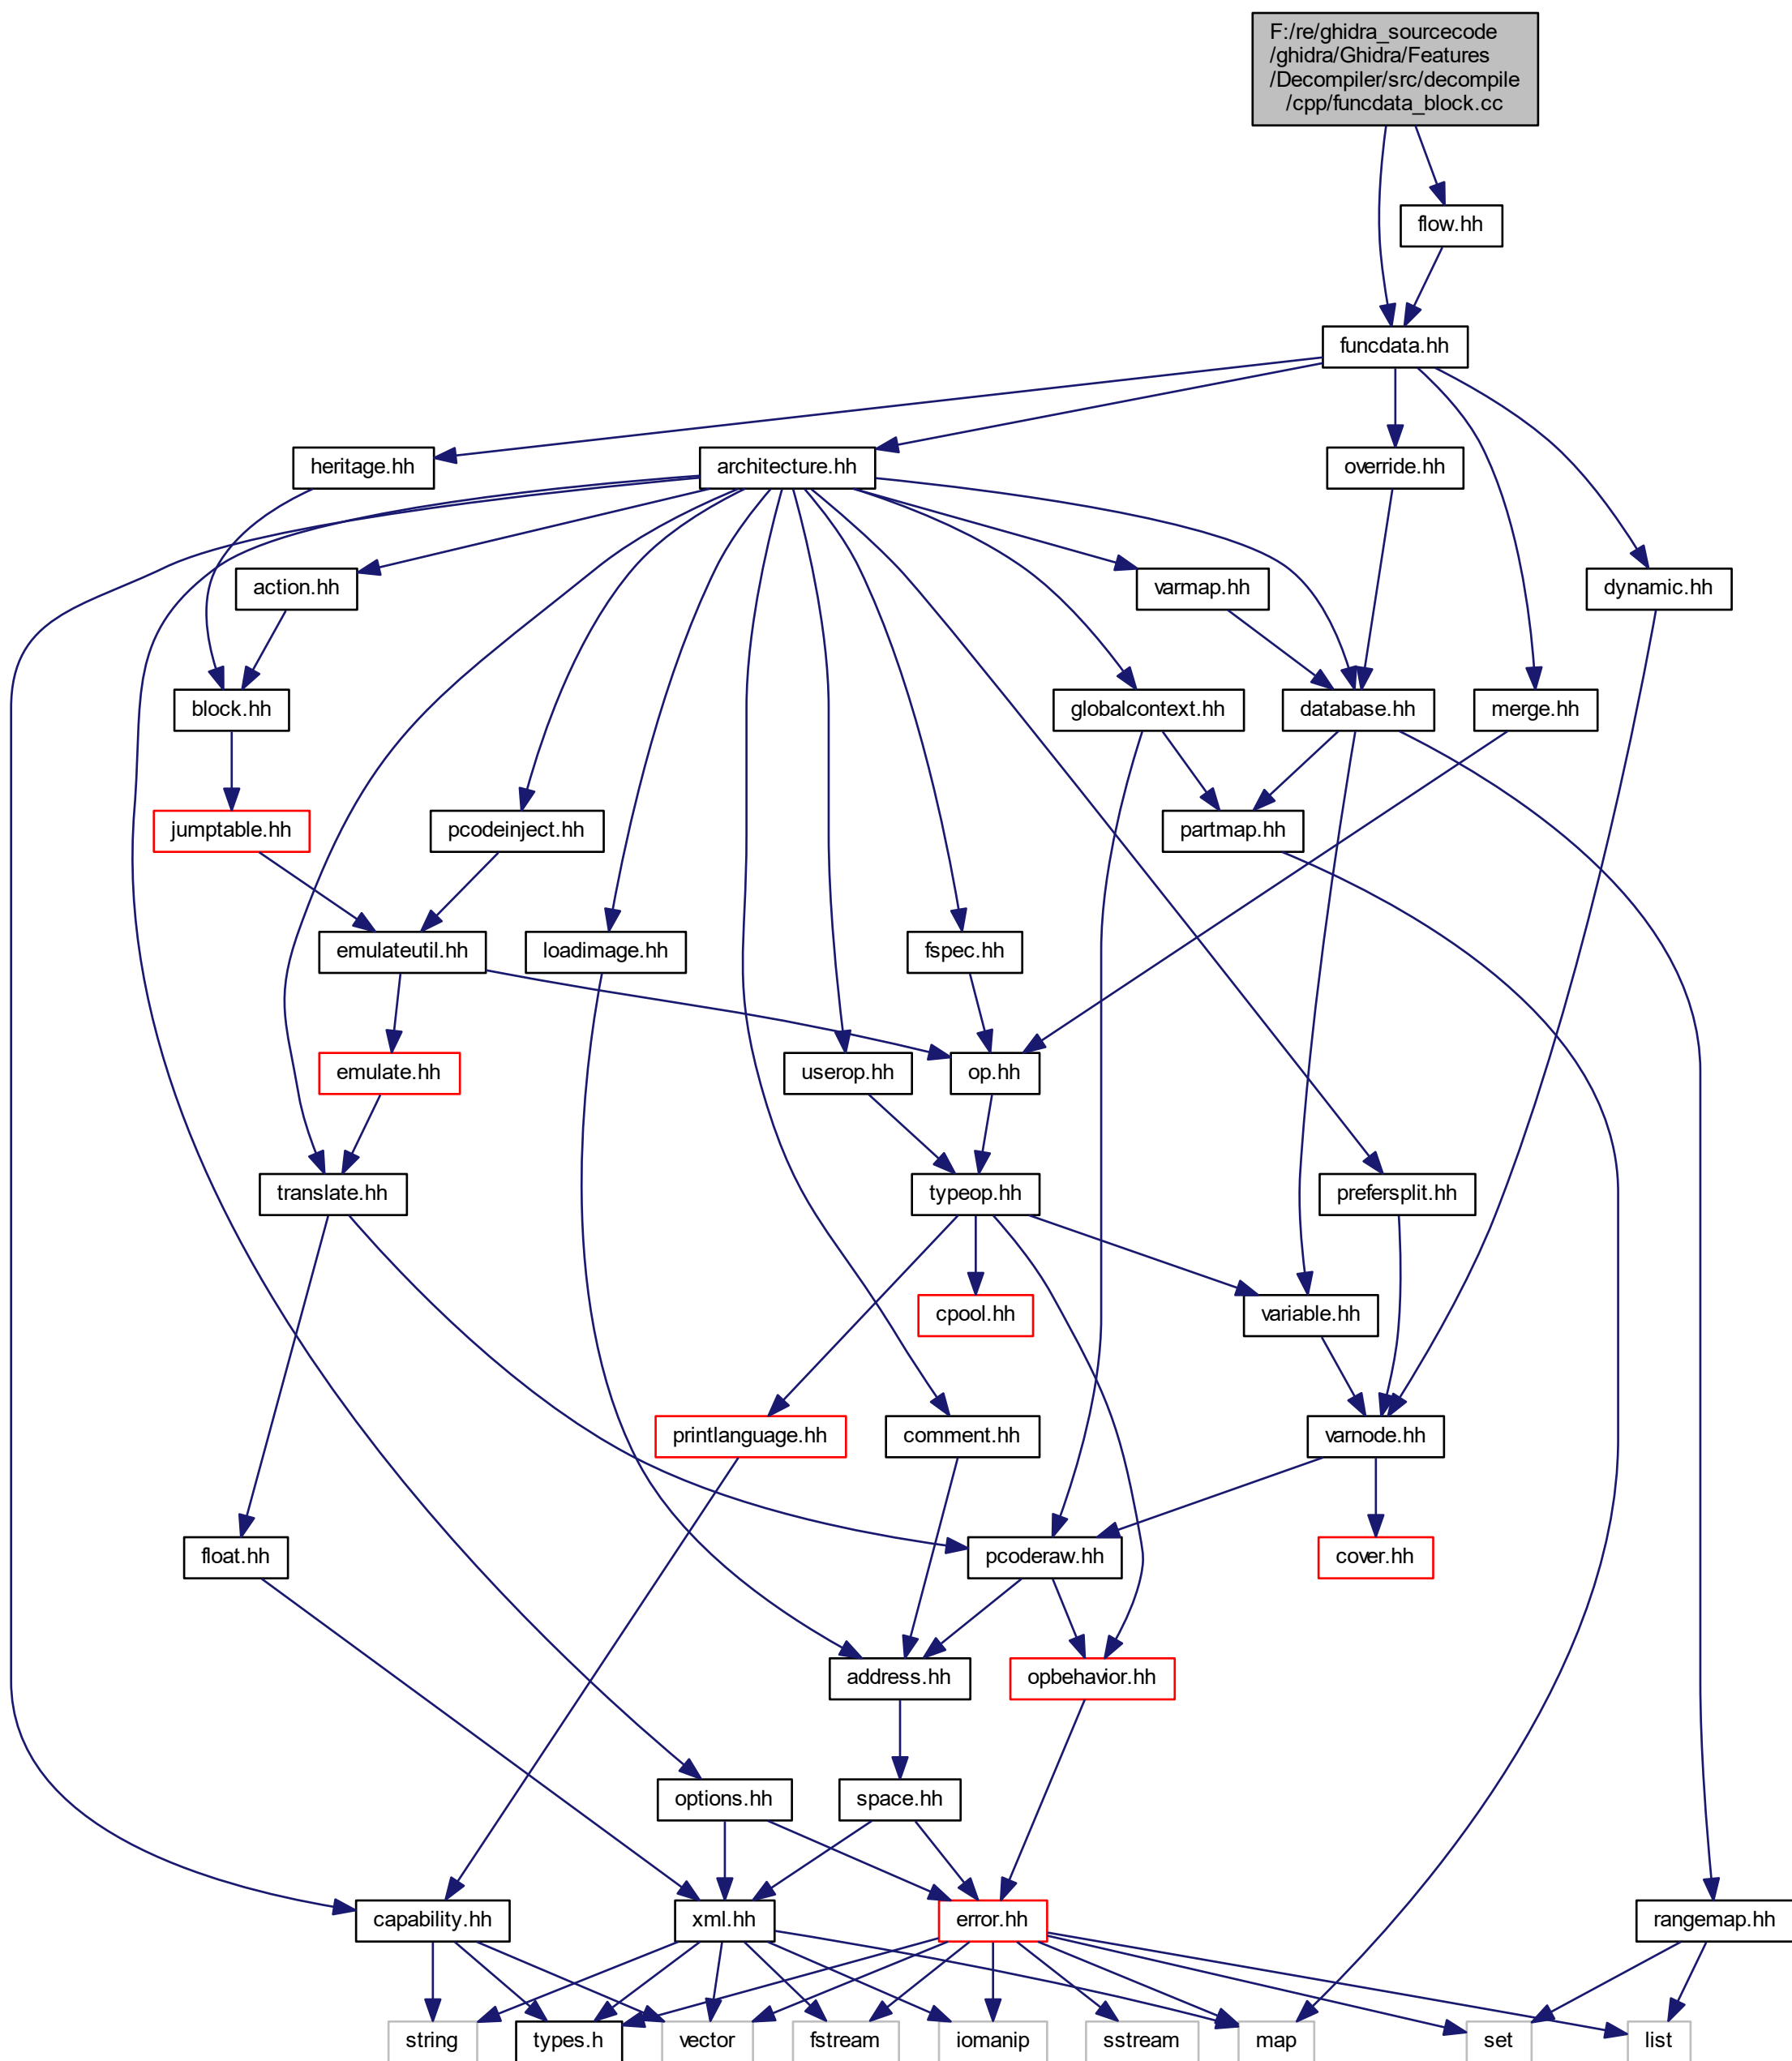 F:/re/ghidra_sourcecode
/ghidra/Ghidra/Features
/Decompiler/src/decompile
/cpp/funcdata_block.cc
flow.hh
funcdata.hh
heritage.hh
architecture.hh
override.hh
action.hh
varmap.hh
dynamic.hh
block.hh
globalcontext.hh
database.hh
merge.hh
jumptable.hh
pcodeinject.hh
partmap.hh
emulateutil.hh
loadimage.hh
fspec.hh
emulate.hh
userop.hh
op.hh
translate.hh
typeop.hh
prefersplit.hh
cpool.hh
variable.hh
printlanguage.hh
comment.hh
varnode.hh
float.hh
pcoderaw.hh
cover.hh
address.hh
opbehavior.hh
options.hh
space.hh
capability.hh
xml.hh
error.hh
rangemap.hh
string
types.h
vector
fstream
iomanip
sstream
map
set
list